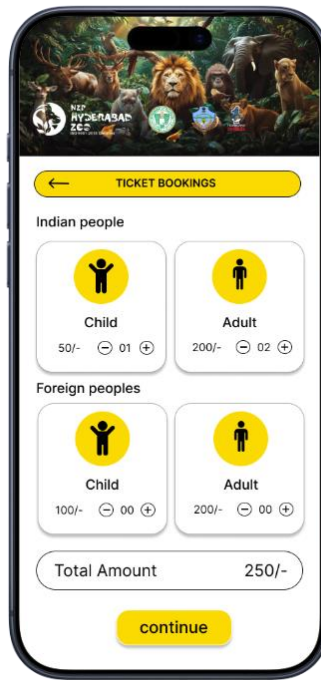 NZP
HYDERABAD
ZOO
TICKET BOOKINGS
Indian people
Child
50/- 01
Adult
200/- 02
Foreign peoples
Child
100/- 00
Adult
200/- 00
Total Amount 250/-
continue